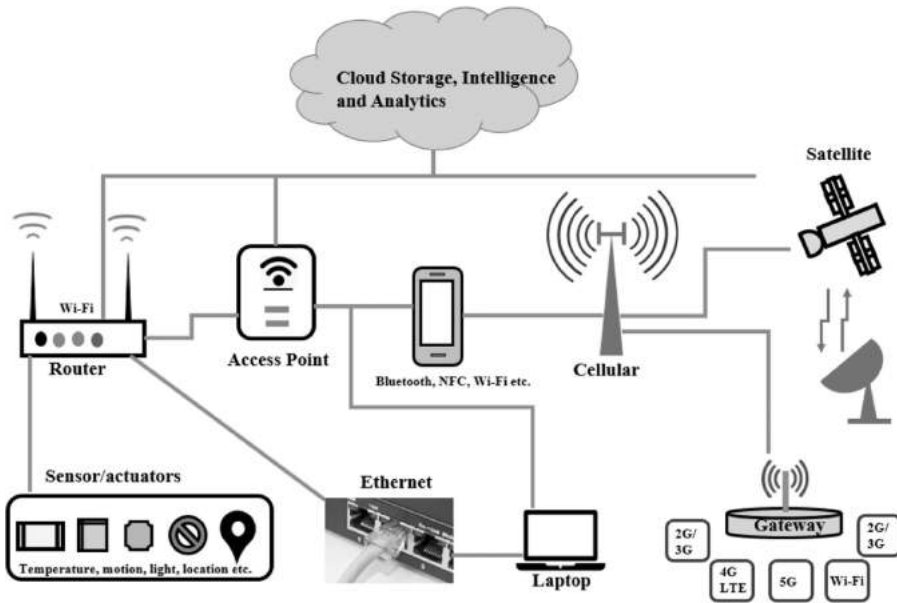 Cloud Storage, Intelligence
and Analytics
Satellite
Wi-Fi
Router
Access Point
Bluetooth, NFC, Wi-Fi etc.
Cellular
Sensor/actuators
Temperature, motion, light, location etc.
Ethernet
Laptop
Gateway
2G/
3G
4G
LTE
5G
Wi-Fi
2G/
3G